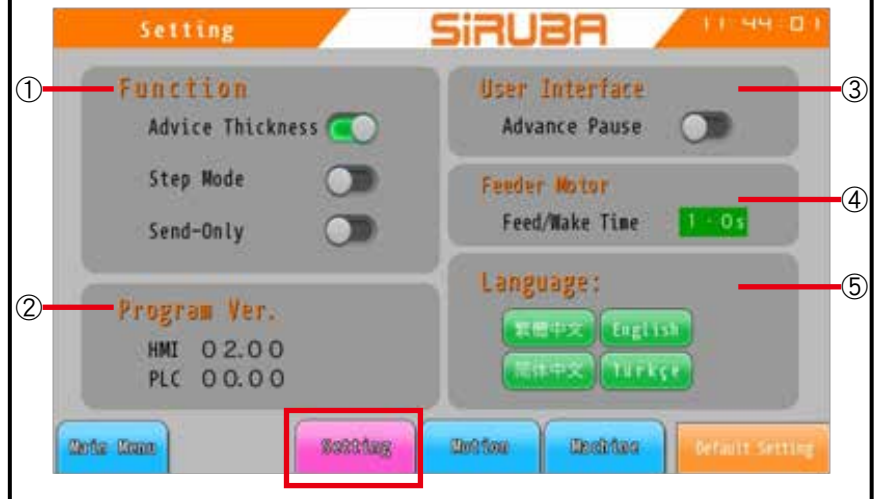 Setting SiRUBA 11:44:01
① Function
Advice Thickness
Step Mode
Send-Only
② Program Ver.
HMI 02.00
PLC 00.00
③ User Interface
Advance Pause
④ Feeder Motor
Feed/Wake Time 1.0s
⑤ Language:
繁體中文 English
简体中文 Türkçe
Main Menu Setting Motion Machine Default Setting